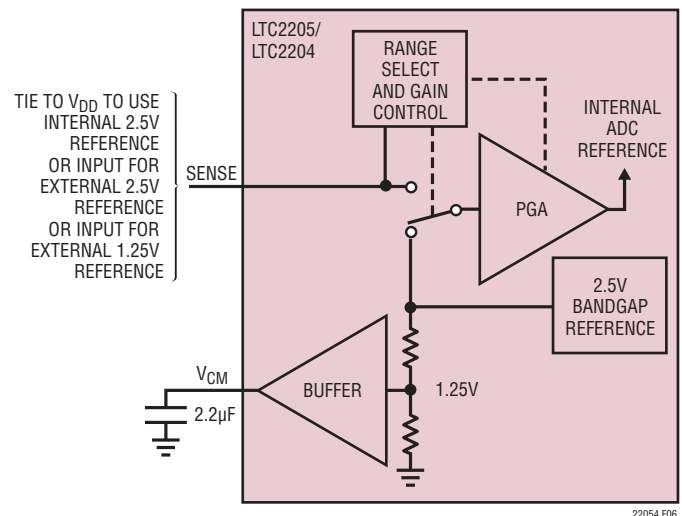 LTC2205/
LTC2204
RANGE
SELECT
AND GAIN
CONTROL
TIE TO VDD TO USE
INTERNAL 2.5V
REFERENCE
OR INPUT FOR
EXTERNAL 2.5V
REFERENCE
OR INPUT FOR
EXTERNAL 1.25V
REFERENCE
SENSE
INTERNAL
ADC
REFERENCE
PGA
2.5V
BANDGAP
REFERENCE
VCM
BUFFER
1.25V
2.2µF
22054 F06